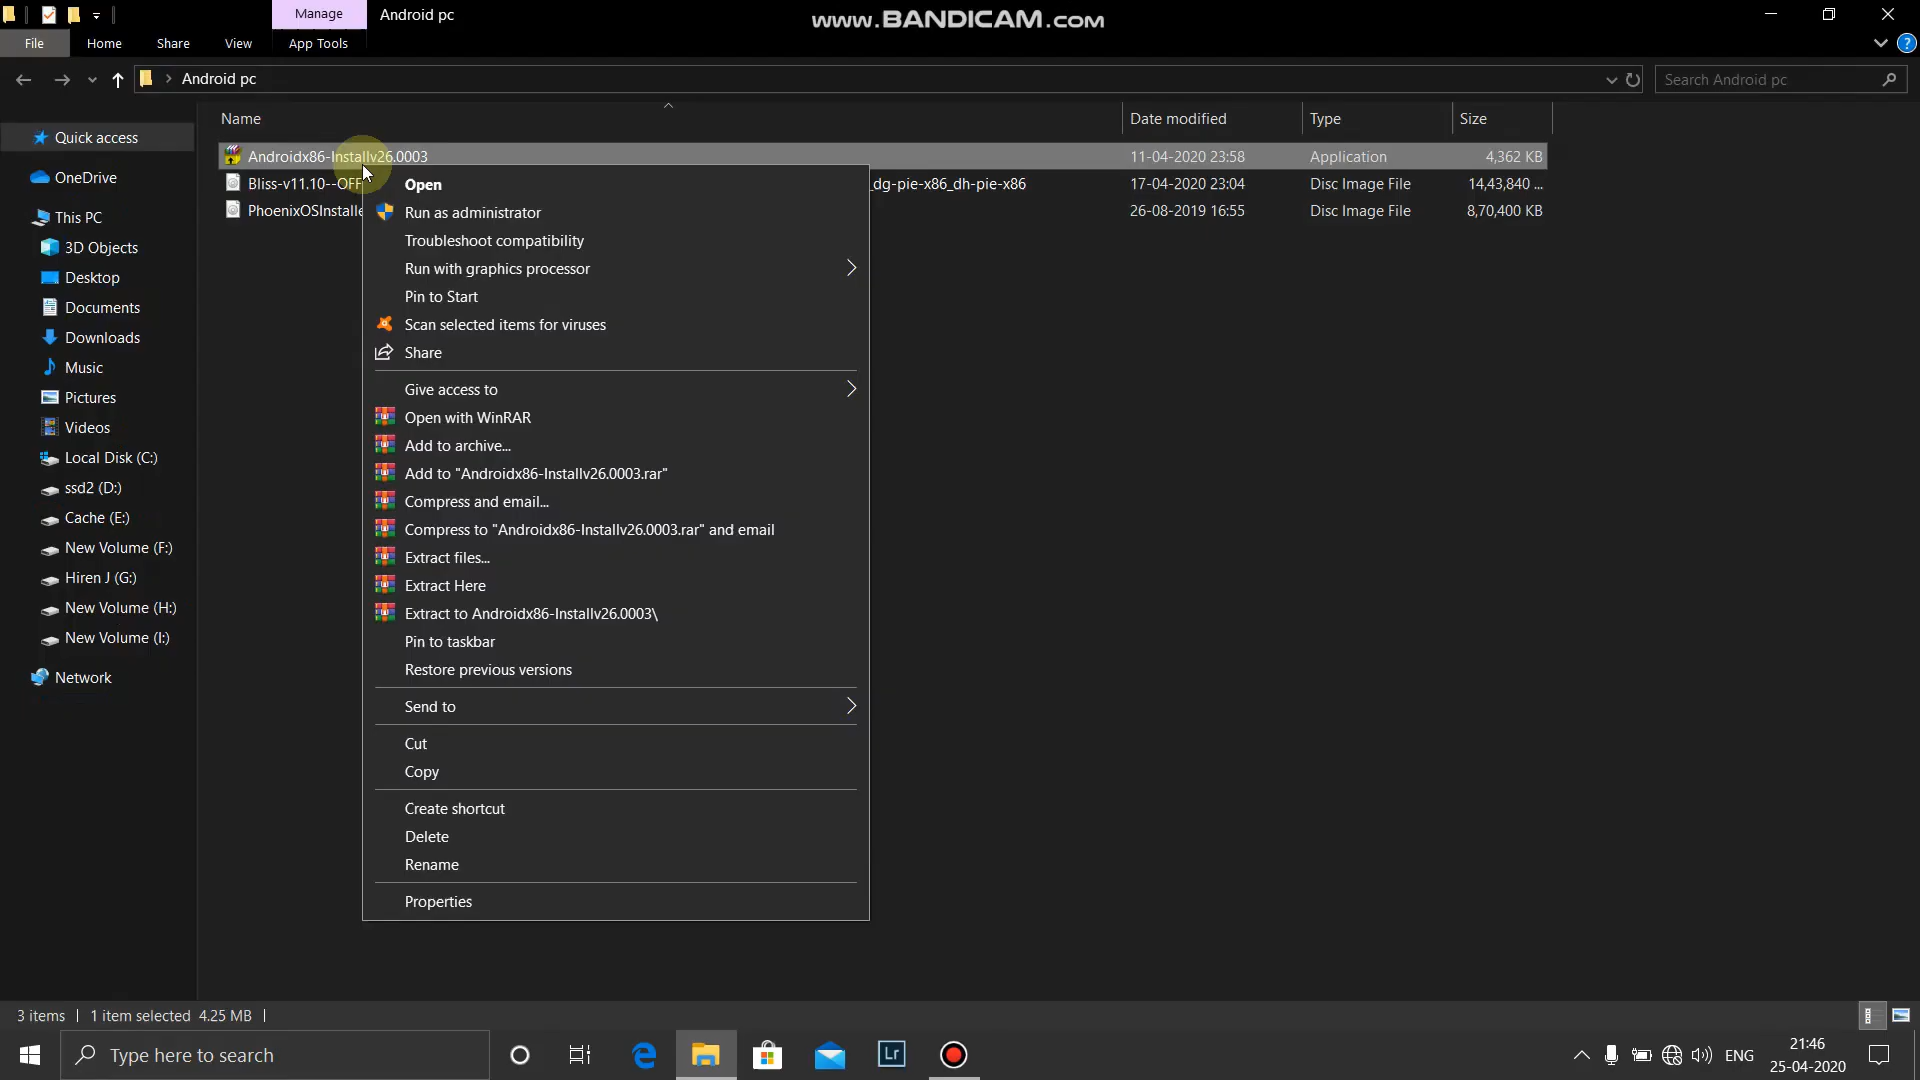 Manage
Android pc
www.BANDICAM.com
File
Home
Share
View
App Tools
Android pc
Search Android pc
Name
Date modified
Type
Size
Androidx86-Installv26.0003
11-04-2020 23:58
Application
4,362 KB
Bliss-v11.10--OFF
_dg-pie-x86_dh-pie-x86
17-04-2020 23:04
Disc Image File
14,43,840 ...
PhoenixOSInstalle
26-08-2019 16:55
Disc Image File
8,70,400 KB
Quick access
OneDrive
This PC
3D Objects
Desktop
Documents
Downloads
Music
Pictures
Videos
Local Disk (C:)
ssd2 (D:)
Cache (E:)
New Volume (F:)
Hiren J (G:)
New Volume (H:)
New Volume (I:)
Network
Open
Run as administrator
Troubleshoot compatibility
Run with graphics processor
Pin to Start
Scan selected items for viruses
Share
Give access to
Open with WinRAR
Add to archive...
Add to "Androidx86-Installv26.0003.rar"
Compress and email...
Compress to "Androidx86-Installv26.0003.rar" and email
Extract files...
Extract Here
Extract to Androidx86-Installv26.0003\
Pin to taskbar
Restore previous versions
Send to
Cut
Copy
Create shortcut
Delete
Rename
Properties
3 items
1 item selected 4.25 MB
Type here to search
Lr
ENG
21:46
25-04-2020